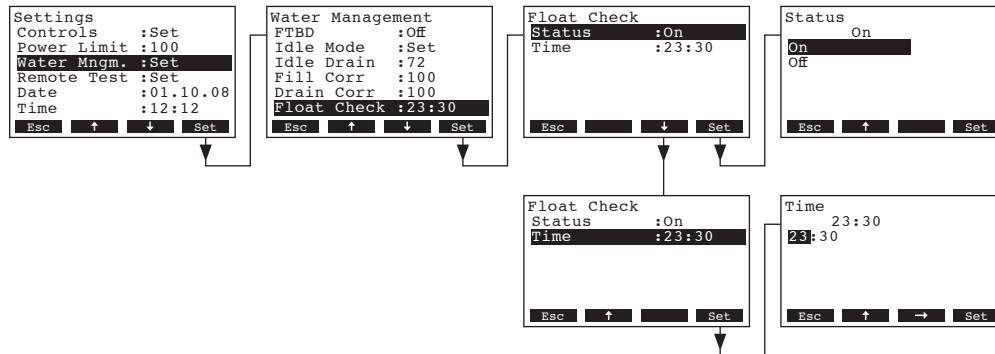 Settings
Controls :Set
Power Limit :100
Water Mngm. :Set
Remote Test :Set
Date :01.10.08
Time :12:12
Esc ↑ ↓ Set
Water Management
FTBD :Off
Idle Mode :Set
Idle Drain :72
Fill Corr :100
Drain Corr :100
Float Check :23:30
Esc ↑ ↓ Set
Float Check
Status :On
Time :23:30
Esc ↓ Set
Status
On
On
Off
Esc ↑ Set
Float Check
Status :On
Time :23:30
Esc ↑ Set
Time
23:30
23:30
Esc ↑ → Set